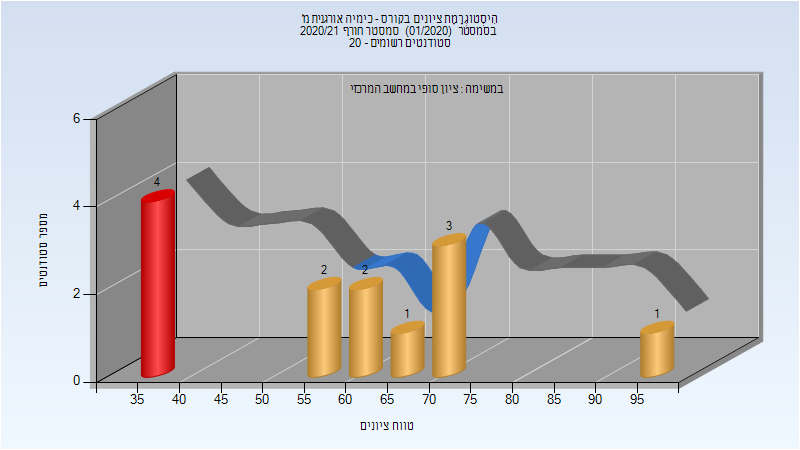 היסטוגרמת ציונים בקורס - כימיה אורגנית מ'
בסמסטר (01/2020) סמסטר חורף 2020/21
סטודנטים רשומים - 20
במשימה : ציון סופי במחשב המרכזי
מספר סטודנטים
6
4
2
0
4
2
2
1
3
1
35 40 45 50 55 60 65 70 75 80 85 90 95
טווח ציונים